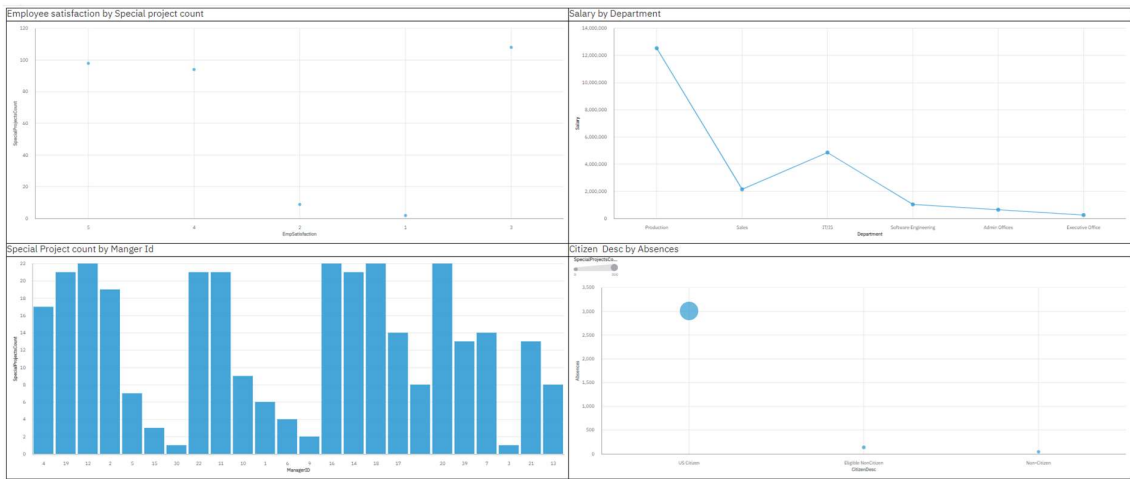 Employee satisfaction by Special project count
120
100
80
60
40
20
0
SpecialProjectsCount
5 4 2 1 3
EmpSatisfaction
Salary by Department
14,000,000
12,000,000
10,000,000
8,000,000
6,000,000
4,000,000
2,000,000
0
Salary
Production Sales IT/IS Software Engineering Admin Offices Executive Office
Department
Special Project count by Manger Id
22
20
18
16
14
12
10
8
6
4
2
0
SpecialProjectsCount
4 19 12 2 5 15 30 22 11 10 1 6 9 16 14 18 17 20 39 7 3 21 13
ManagerID
Citizen Desc by Absences
SpecialProjectsCo...
3,500
3,000
2,500
2,000
1,500
1,000
500
0
Absences
US Citizen Eligible NonCitizen Non-Citizen
CitizenDesc